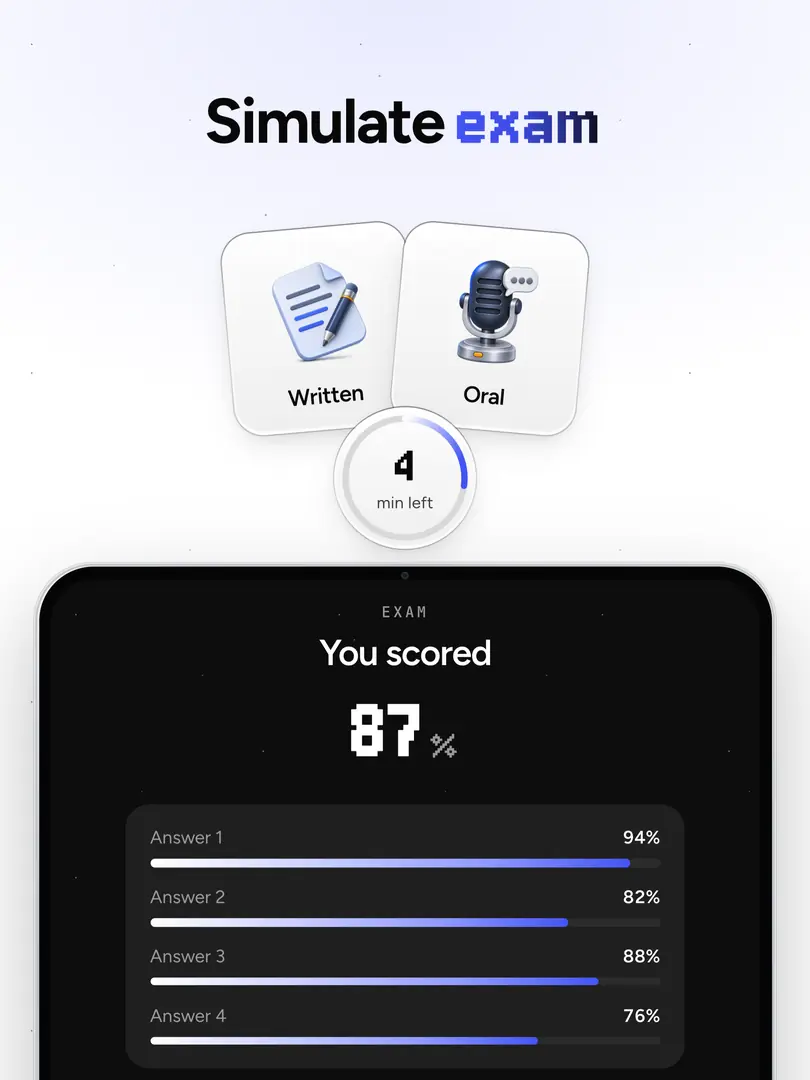 Simulate exam
Written
Oral
4
min left
EXAM
You scored
87 %
Answer 1 94%
Answer 2 82%
Answer 3 88%
Answer 4 76%